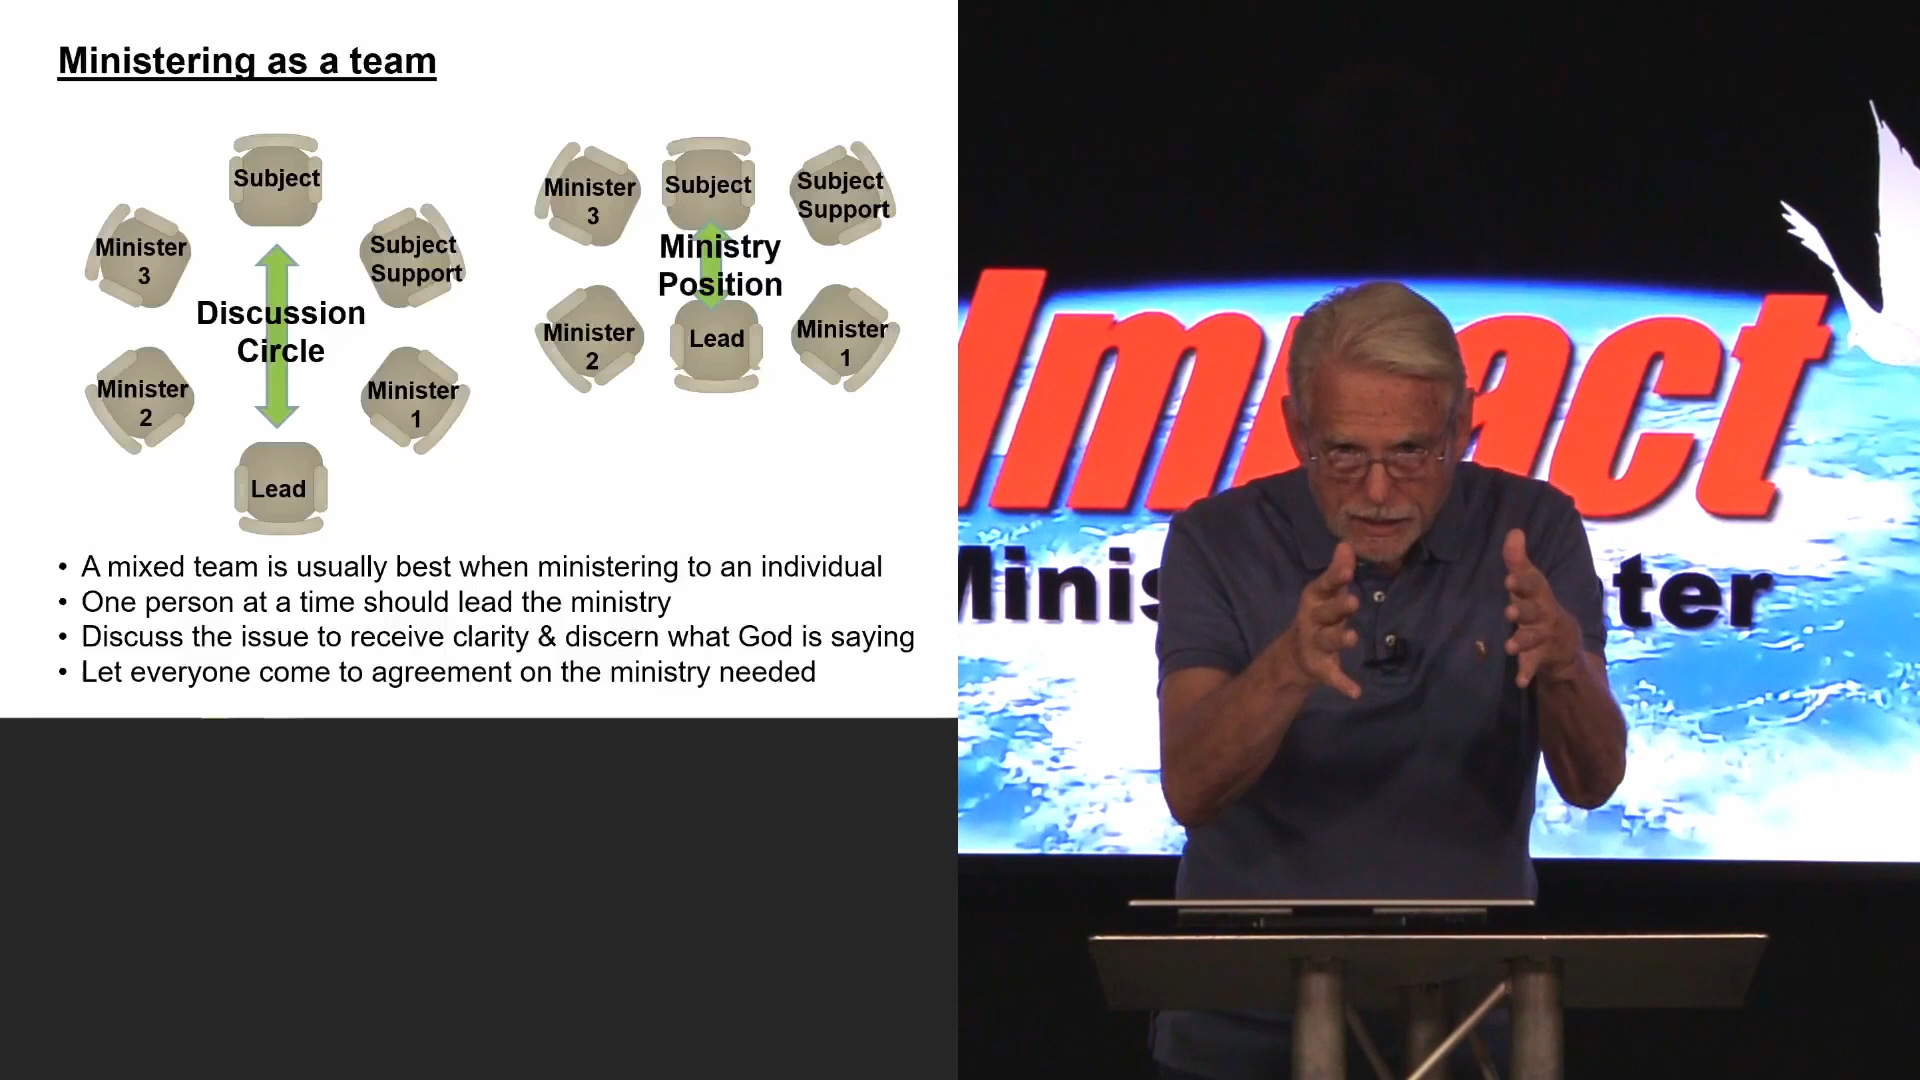 Ministering as a team
Subject
Minister
3
Subject
Support
Discussion
Circle
Minister
2
Minister
1
Lead
Minister
3
Subject
Subject
Support
Ministry
Position
Minister
2
Lead
Minister
1
• A mixed team is usually best when ministering to an individual
• One person at a time should lead the ministry
• Discuss the issue to receive clarity & discern what God is saying
• Let everyone come to agreement on the ministry needed
Impact
Minis ter